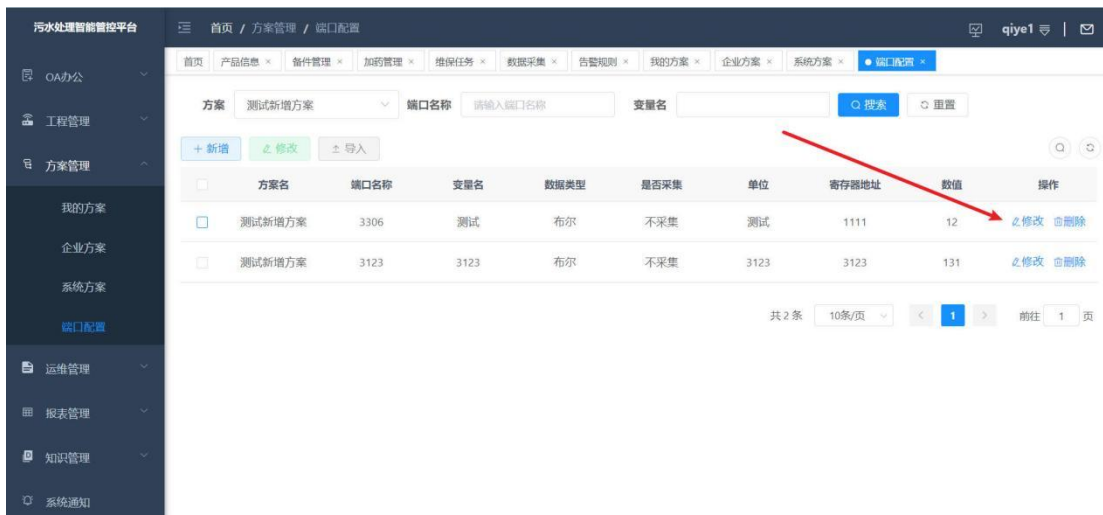 污水处理智能管控平台
首页 / 方案管理 / 端口配置
qiye1
首页 产品信息 × 备件管理 × 加药管理 × 维保任务 × 数据采集 × 告警规则 × 我的方案 × 企业方案 × 系统方案 × 端口配置 ×
OA办公
工程管理
方案管理
我的方案
企业方案
系统方案
端口配置
运维管理
报表管理
知识管理
系统通知
方案 测试新增方案 端口名称 请输入端口名称 变量名 搜索 重置
+ 新增 修改 导入
方案名 端口名称 变量名 数据类型 是否采集 单位 寄存器地址 数值 操作
测试新增方案 3306 测试 布尔 不采集 测试 1111 12 修改 删除
测试新增方案 3123 3123 布尔 不采集 3123 3123 131 修改 删除
共 2 条 10条/页 < 1 > 前往 1 页